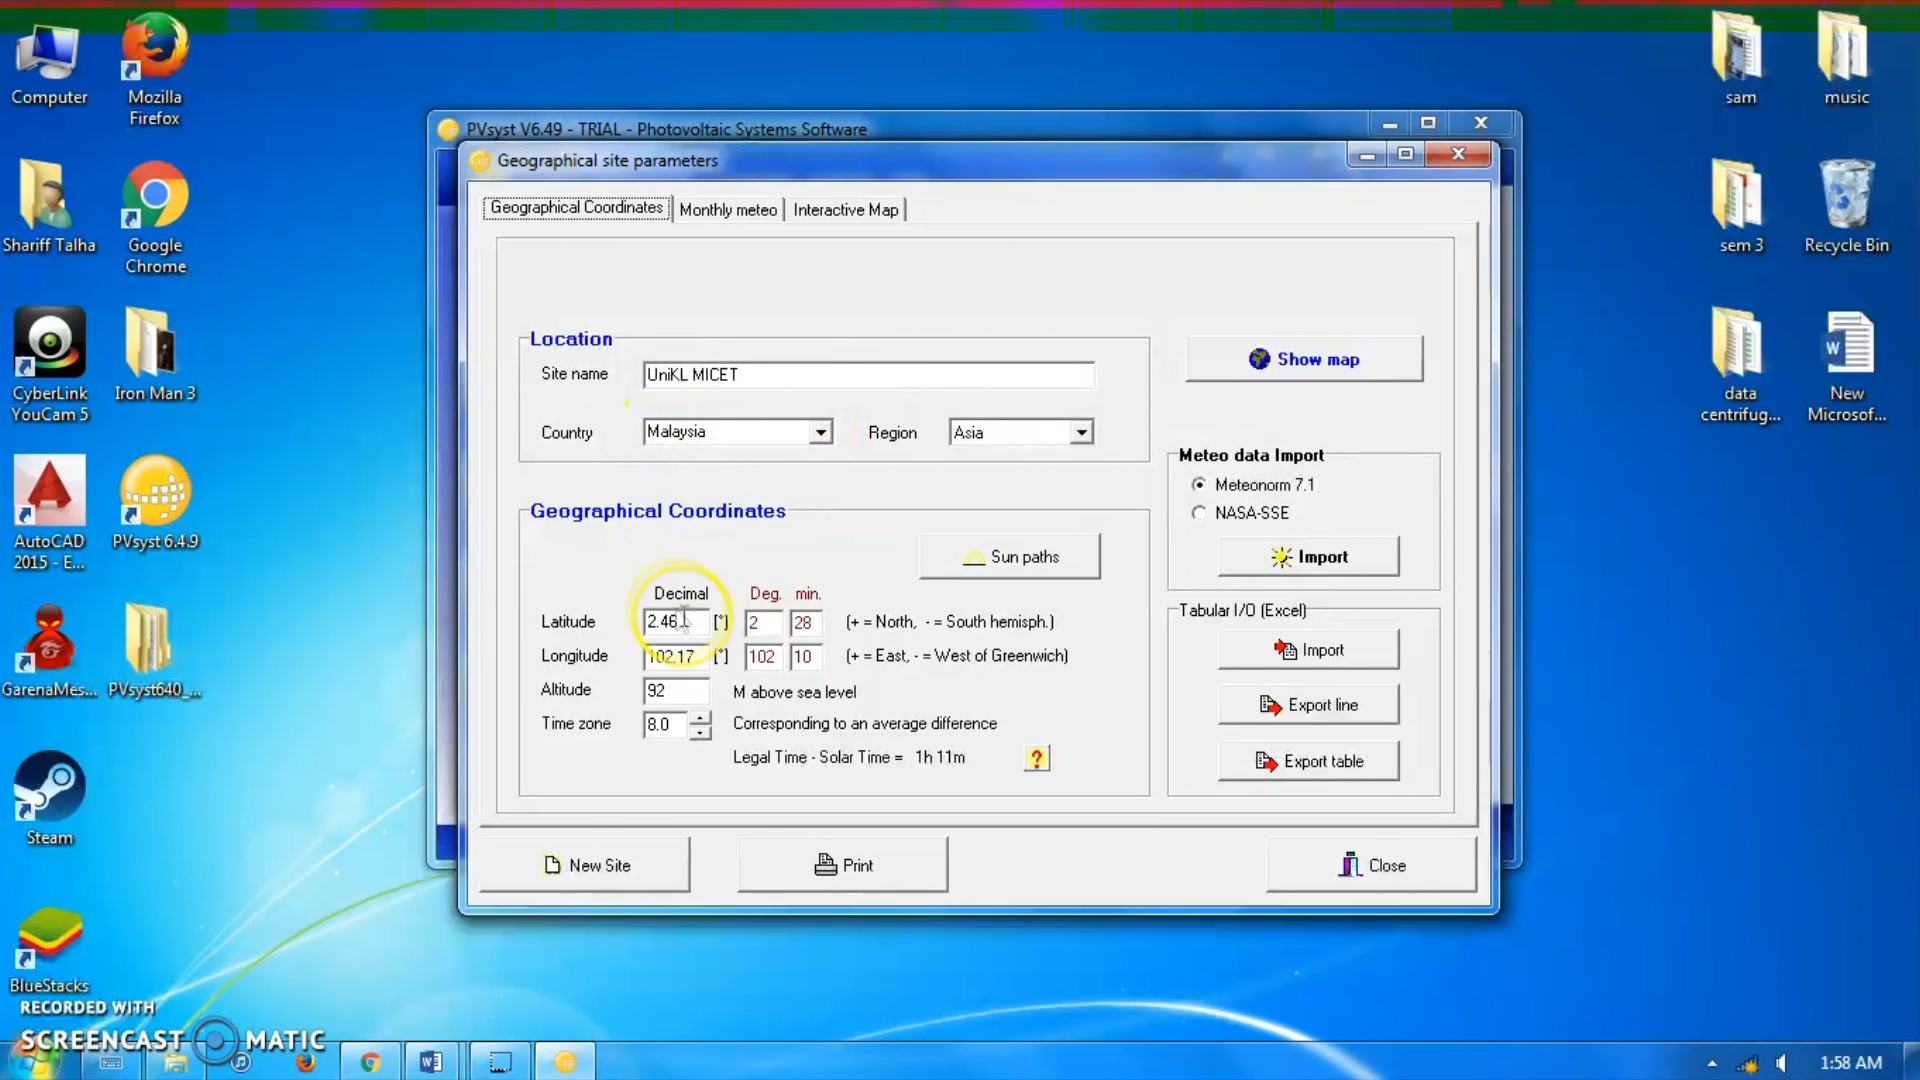 Computer
Mozilla
Firefox
sam
music
PVsyst V6.49 - TRIAL - Photovoltaic Systems Software
Geographical site parameters
Geographical Coordinates
Monthly meteo
Interactive Map
Shariff Talha
Google
Chrome
sem 3
Recycle Bin
Location
Site name
UniKL MICET
Show map
Country
Malaysia
Region
Asia
CyberLink
YouCam 5
Iron Man 3
data
centrifug...
W
New
Microsof...
Meteo data Import
Meteonorm 7.1
NASA-SSE
Import
Geographical Coordinates
Sun paths
AutoCAD
2015 - E...
PVsyst 6.4.9
Decimal
Deg.
min.
Latitude
2.46
[°]
2
28
(+ = North, - = South hemisph.)
Longitude
102.17
[°]
102
10
(+ = East, - = West of Greenwich)
Altitude
92
M above sea level
Time zone
8.0
Corresponding to an average difference
Legal Time - Solar Time = 1h 11m
?
Tabular I/O (Excel)
Import
Export line
Export table
GarenaMes...
PVsyst640_...
Steam
New Site
Print
Close
BlueStacks
RECORDED WITH
SCREENCAST MATIC
W
1:58 AM